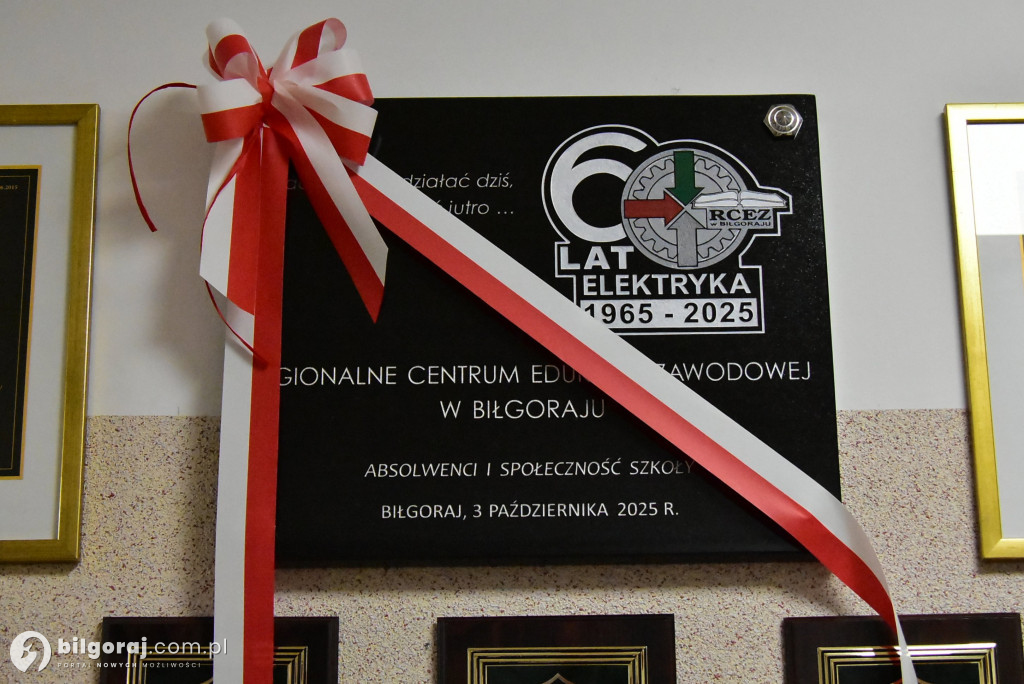 działać dziś,
jutro ...
60
LAT
ELEKTRYKA
1965 - 2025
RCEZ
W BIŁGORAJU
GIONALNE CENTRUM EDU ZAWODOWEJ
W BIŁGORAJU
ABSOLWENCI I SPOŁECZNOŚĆ SZKOŁY
BIŁGORAJ, 3 PAŹDZIERNIKA 2025 R.
bilgoraj.com.pl
PORTAL NOWYCH MOŻLIWOŚCI